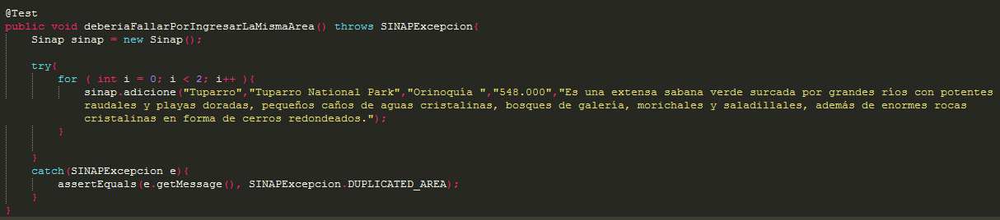 @Test
public void deberiaFallarPorIngresarLaMismaArea() throws SINAPExcepcion{
Sinap sinap = new Sinap();
try{
for ( int i = 0; i < 2; i++ ){
sinap.adicione("Tuparro","Tuparro National Park","Orinoquía ","548.000","Es una extensa sabana verde surcada por grandes ríos con potentes
raudales y playas doradas, pequeños caños de aguas cristalinas, bosques de galería, morichales y saladillales, además de enormes rocas
cristalinas en forma de cerros redondeados.");
}
}
catch(SINAPExcepcion e){
assertEquals(e.getMessage(), SINAPExcepcion.DUPLICATED_AREA);
}
}